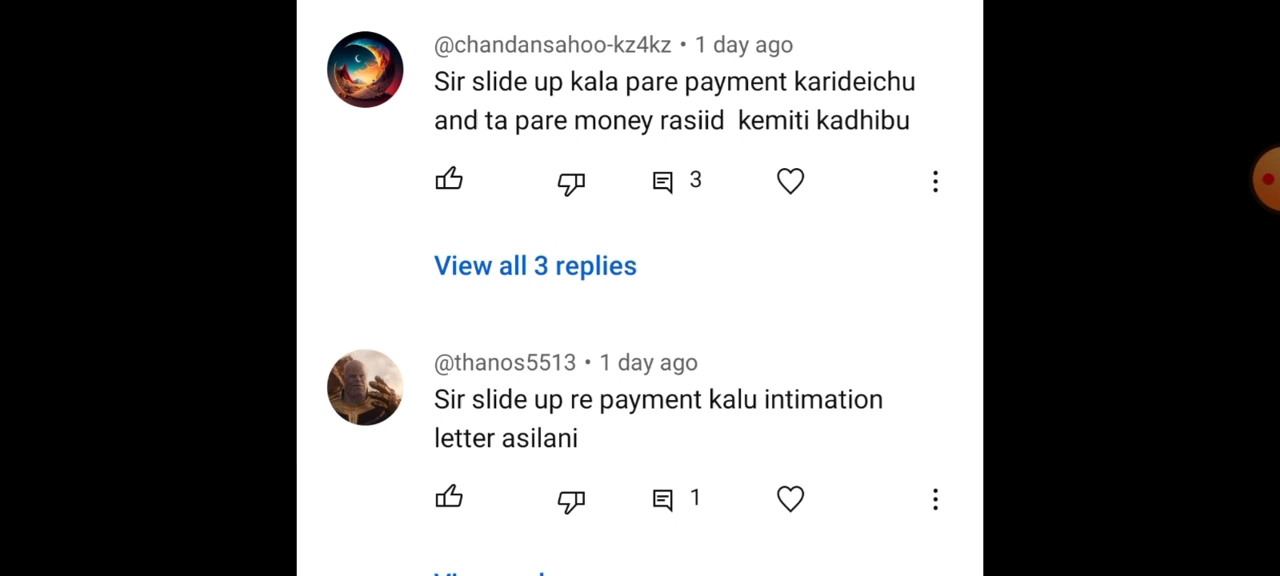 @chandansahoo-kz4kz • 1 day ago
Sir slide up kala pare payment karideichu
and ta pare money rasiid kemiti kadhibu
3
View all 3 replies
@thanos5513 • 1 day ago
Sir slide up re payment kalu intimation
letter asilani
1